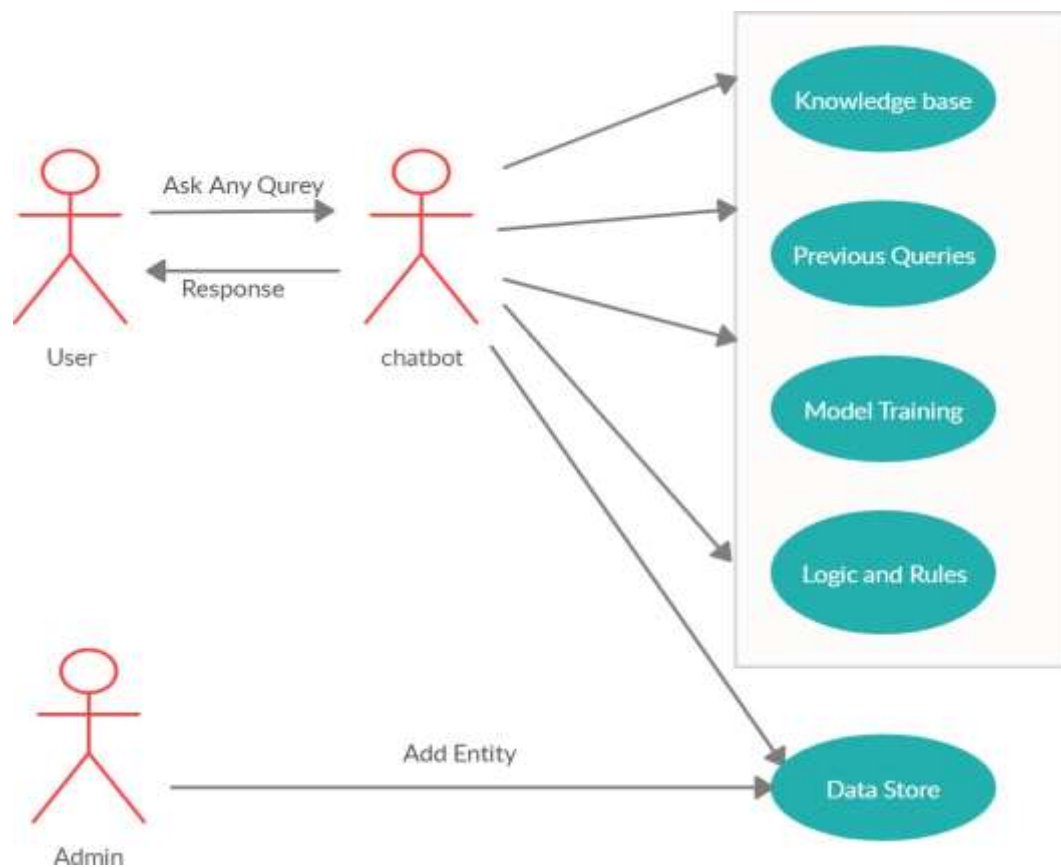 Knowledge base
Ask Any Qurey
Previous Queries
Response
User
chatbot
Model Training
Logic and Rules
Add Entity
Data Store
Admin